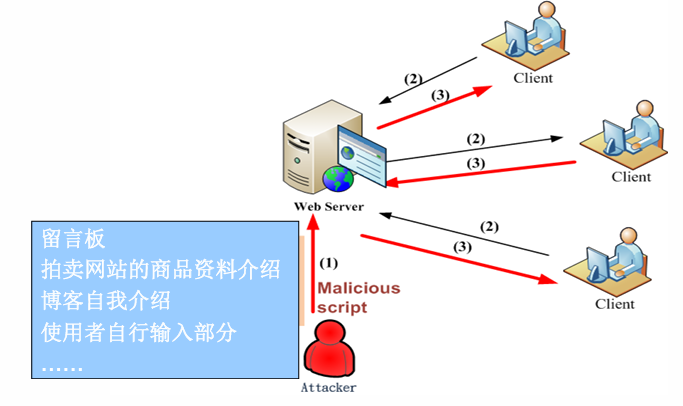 (2)
(3)
Client
(2)
(3)
Client
Web Server
(2)
(3)
Client
留言板
拍卖网站的商品资料介绍
博客自我介绍
使用者自行输入部分
......
(1)
Malicious
script
Attacker